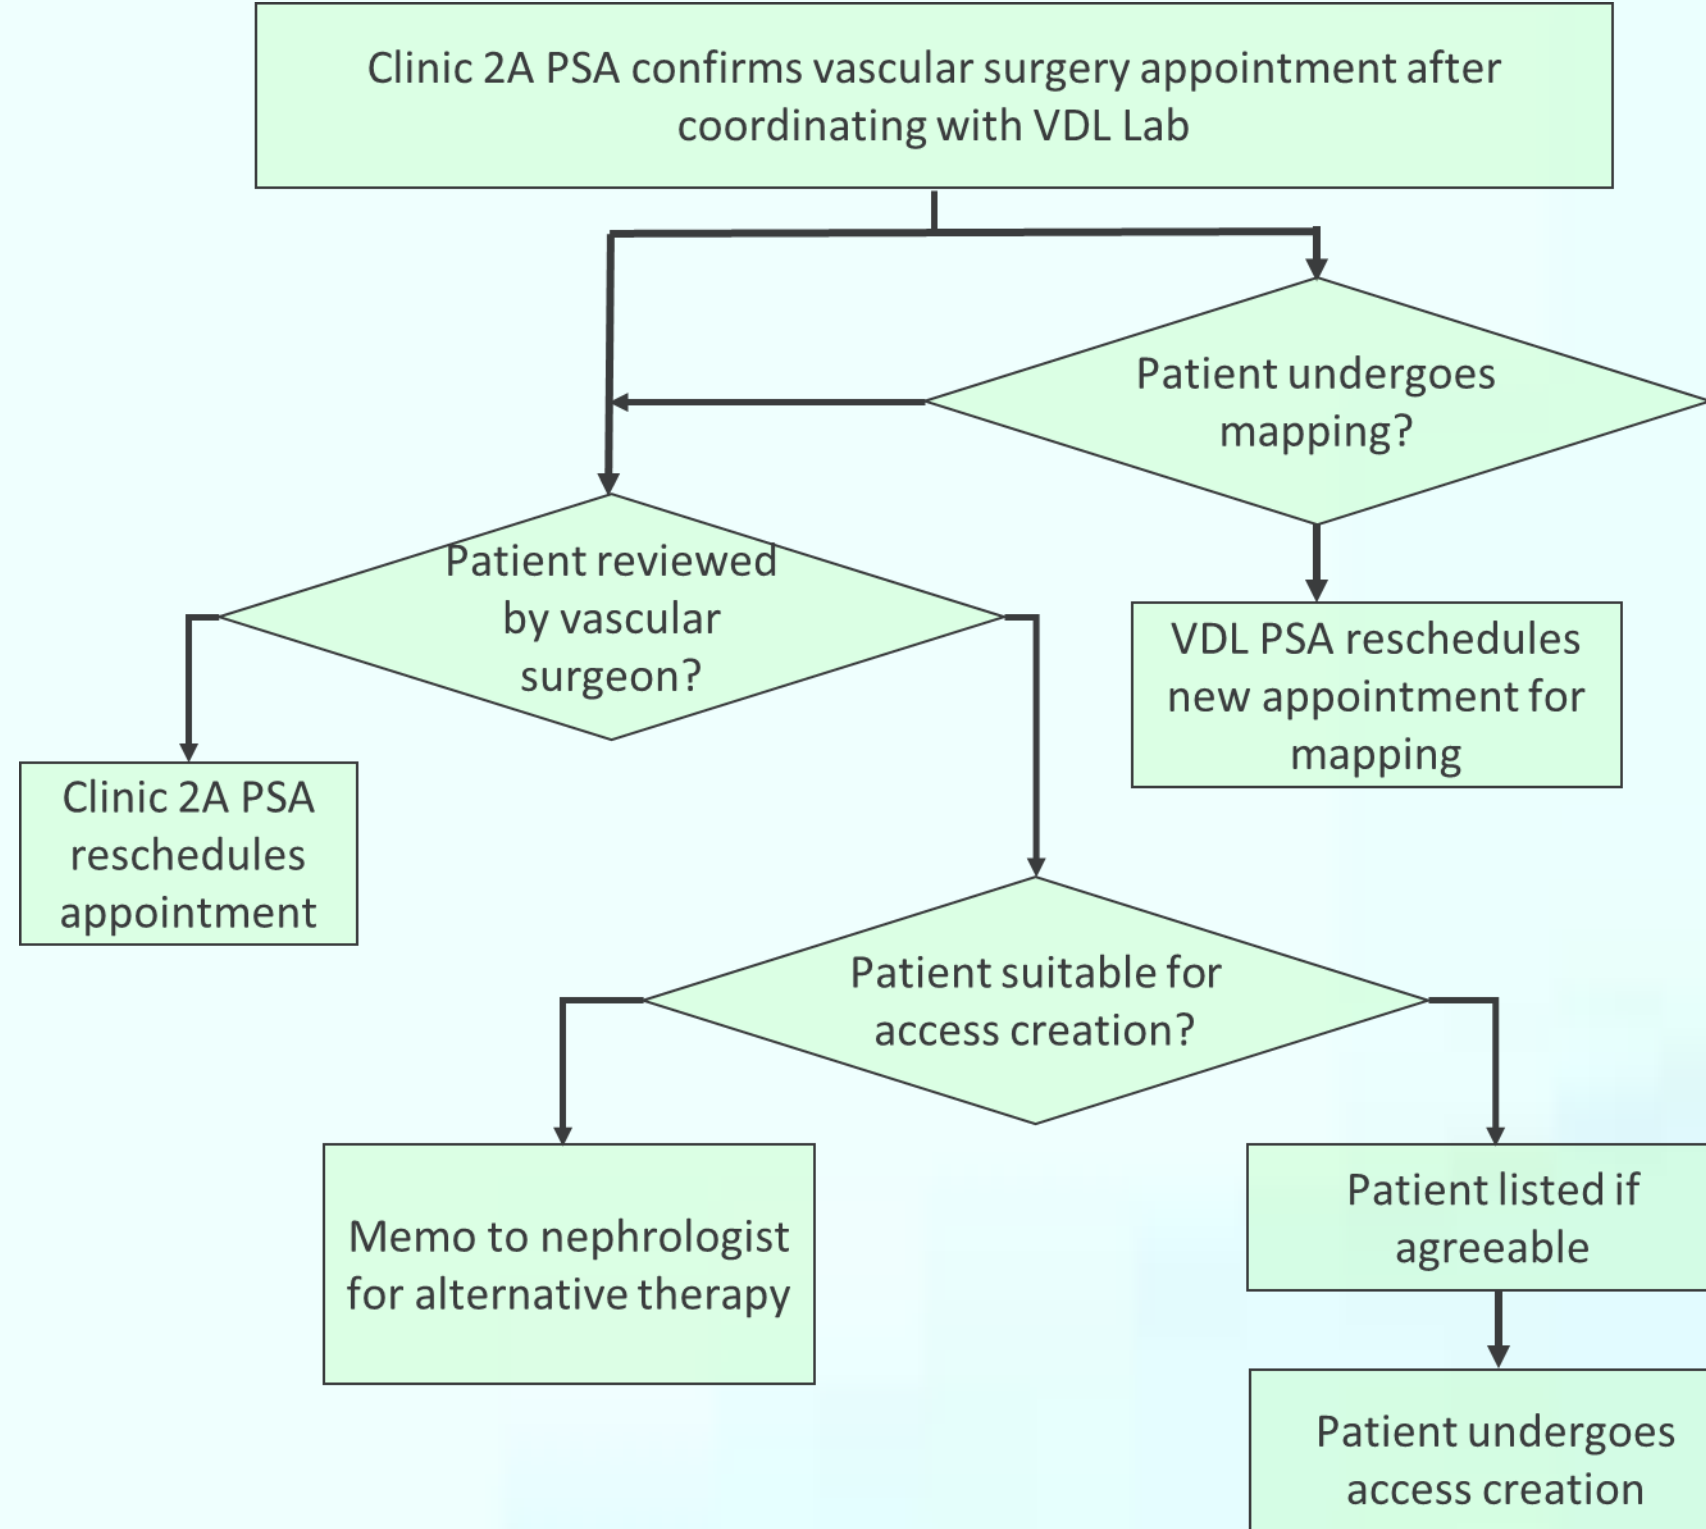 Clinic 2A PSA confirms vascular surgery appointment after
coordinating with VDL Lab
Patient undergoes
mapping?
Patient reviewed
by vascular
surgeon?
VDL PSA reschedules
new appointment for
mapping
Clinic 2A PSA
reschedules
appointment
Patient suitable for
access creation?
Memo to nephrologist
for alternative therapy
Patient listed if
agreeable
Patient undergoes
access creation